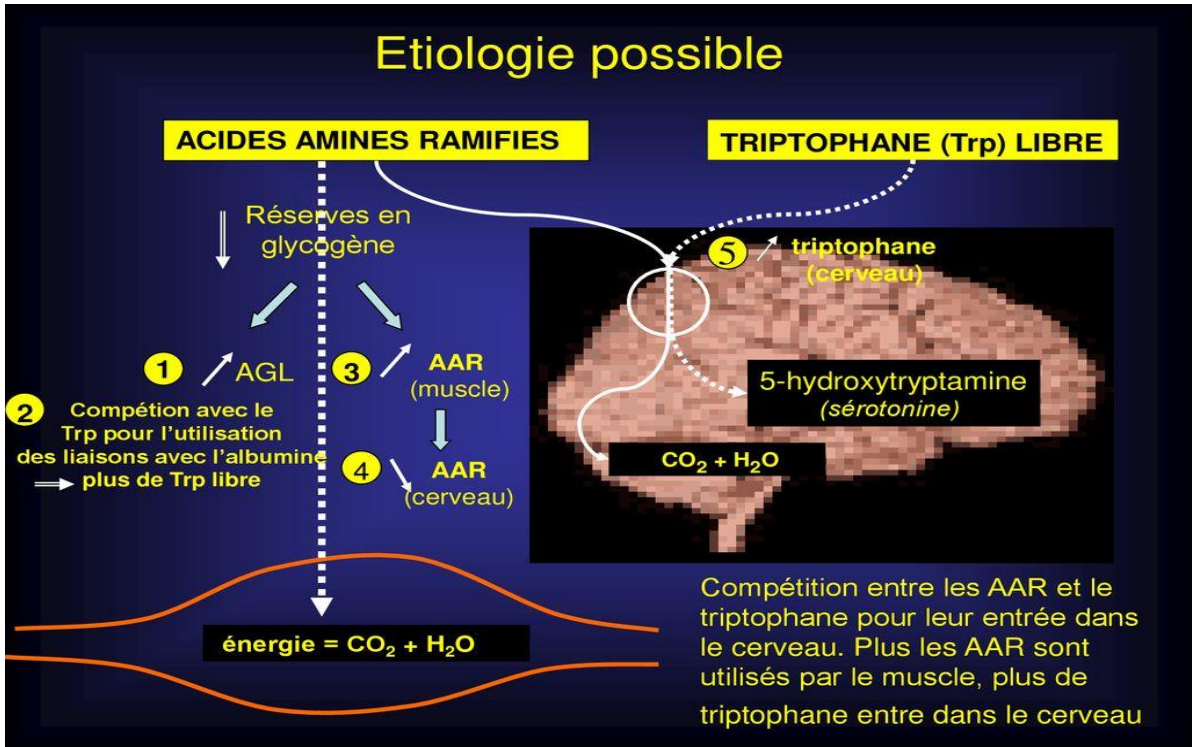 Etiologie possible
ACIDES AMINES RAMIFIES
TRIPTOPHANE (Trp) LIBRE
Réserves en
glycogène
1
AGL
2
Compétion avec le
Trp pour l'utilisation
des liaisons avec l'albumine
plus de Trp libre
3
AAR
(muscle)
4
AAR
(cerveau)
5
triptophane
(cerveau)
5-hydroxytryptamine
(sérotonine)
CO₂ + H₂O
énergie = CO₂ + H₂O
Compétition entre les AAR et le
triptophane pour leur entrée dans
le cerveau. Plus les AAR sont
utilisés par le muscle, plus de
triptophane entre dans le cerveau